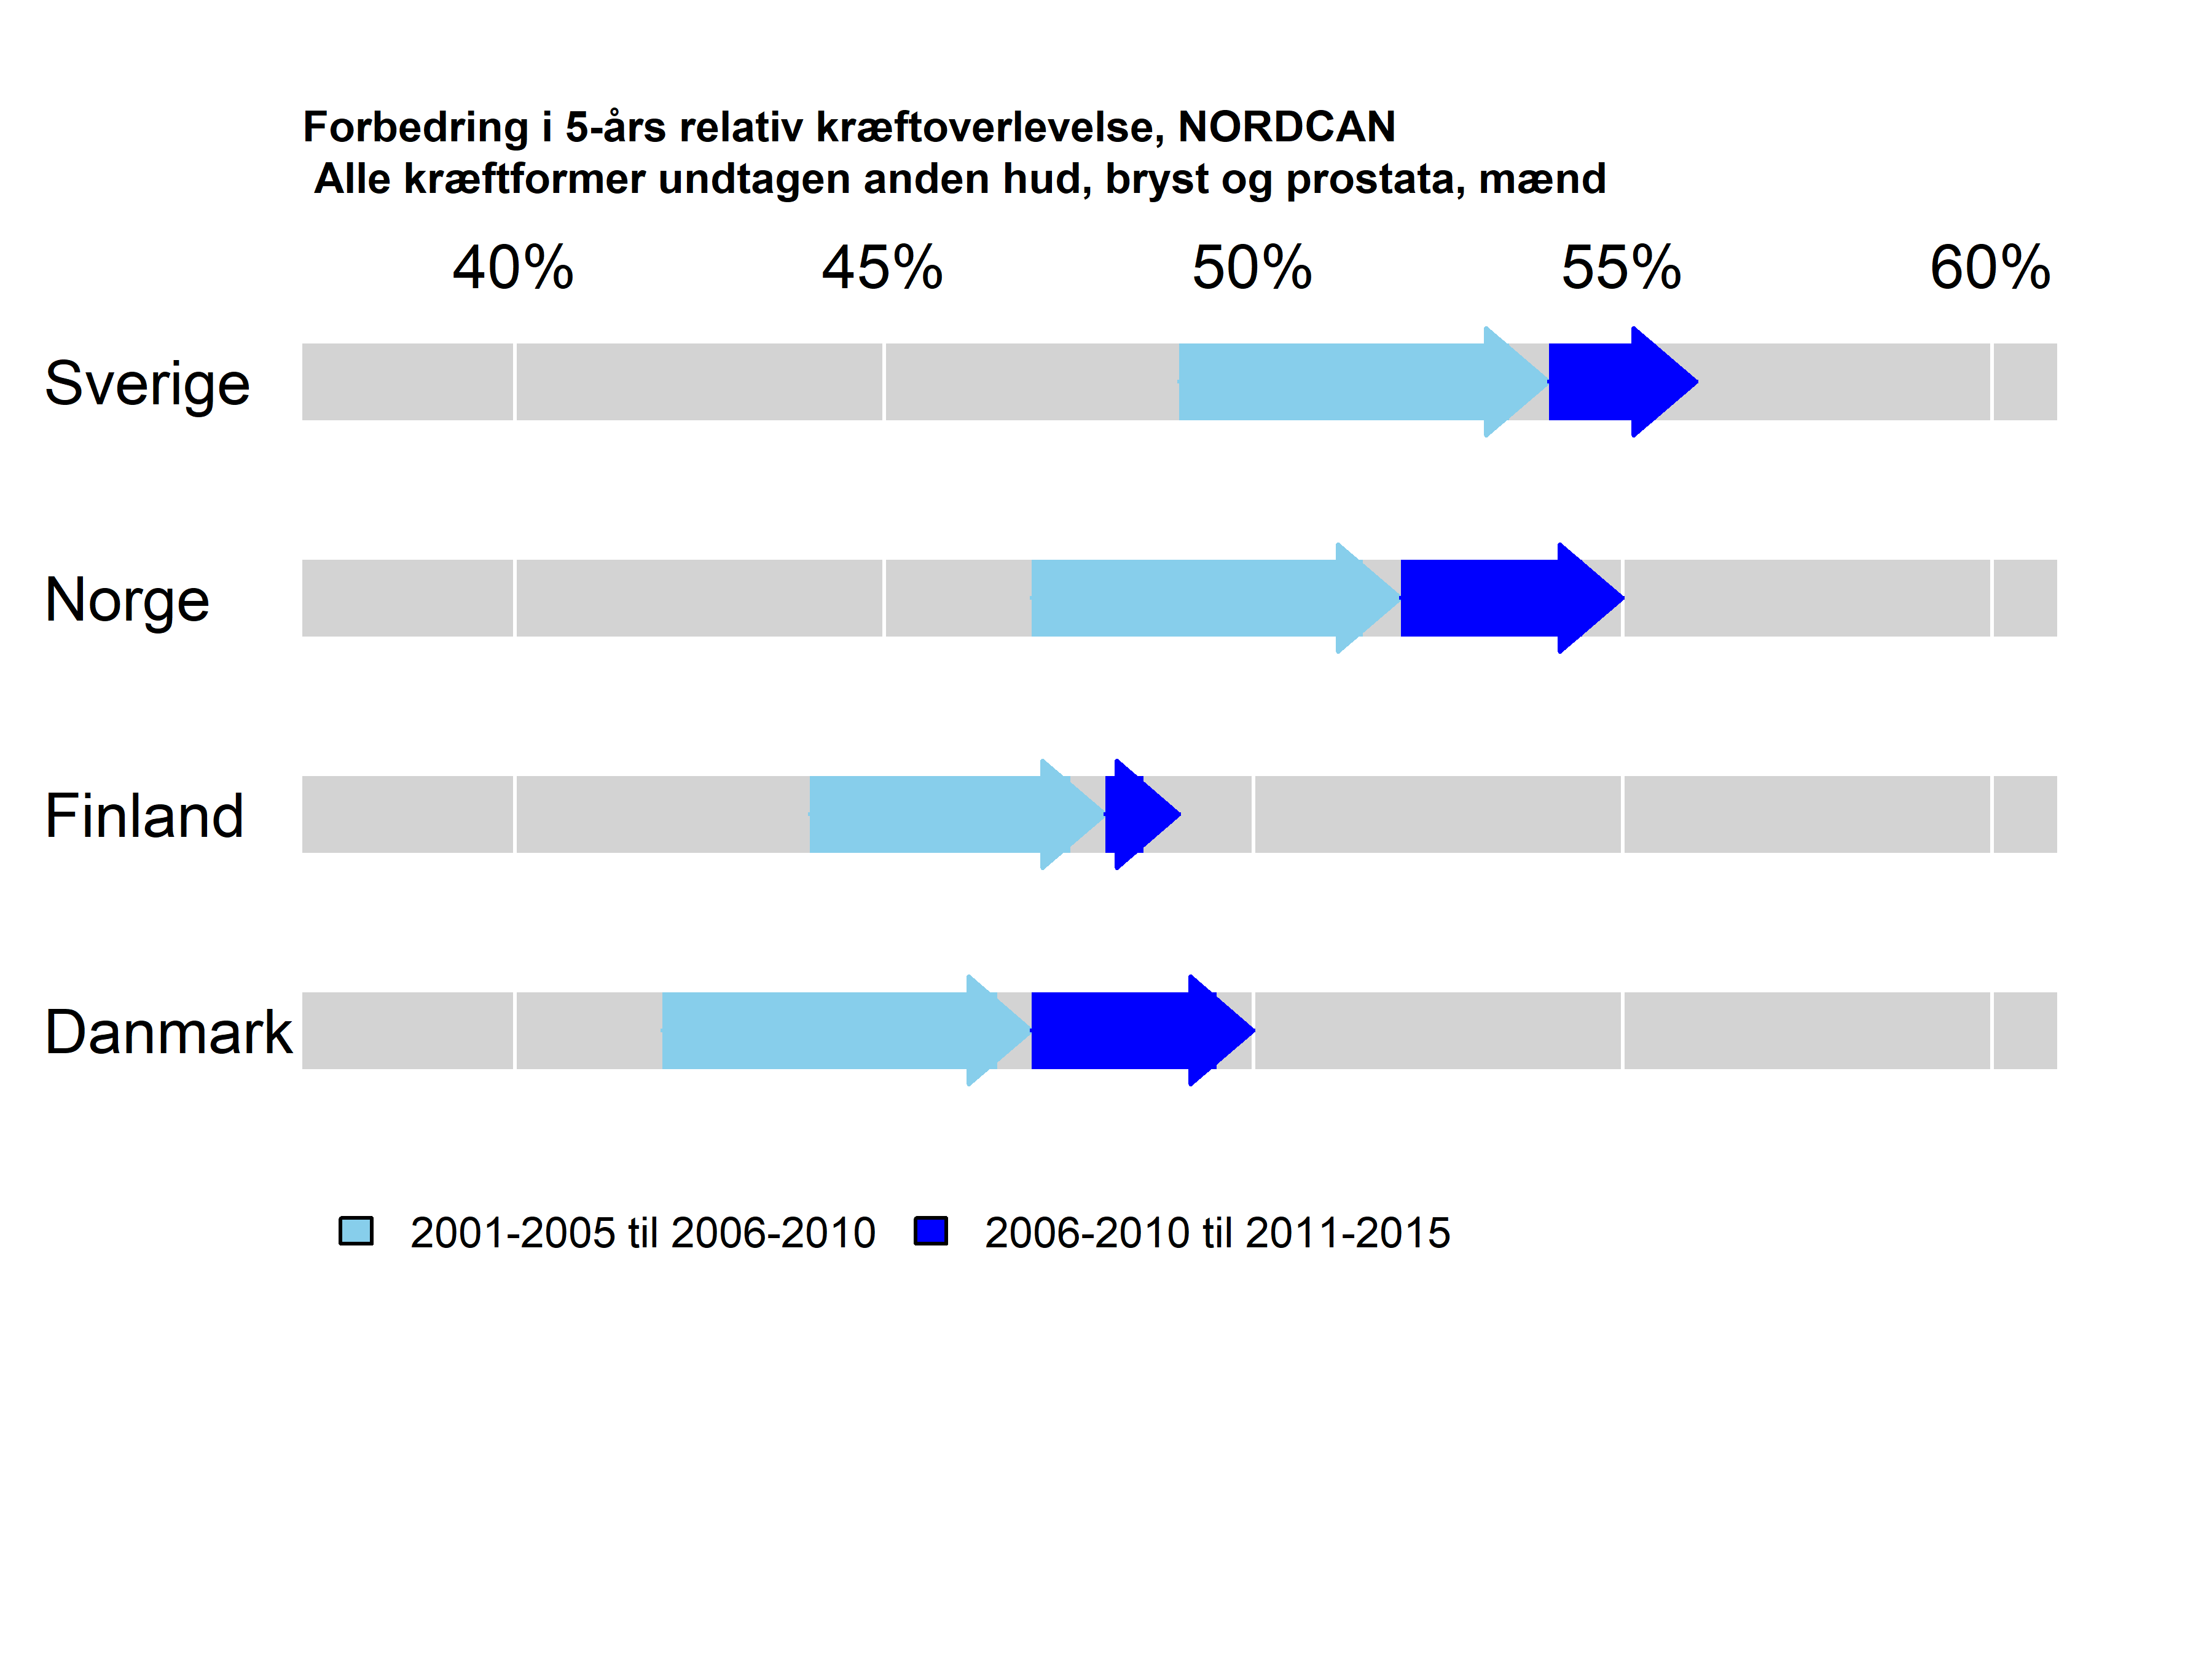 Forbedring i 5-års relativ kræftoverlevelse, NORDCAN
Alle kræftformer undtagen anden hud, bryst og prostata, mænd
40% 45% 50% 55% 60%
Sverige
Norge
Finland
Danmark
2001-2005 til 2006-2010 2006-2010 til 2011-2015